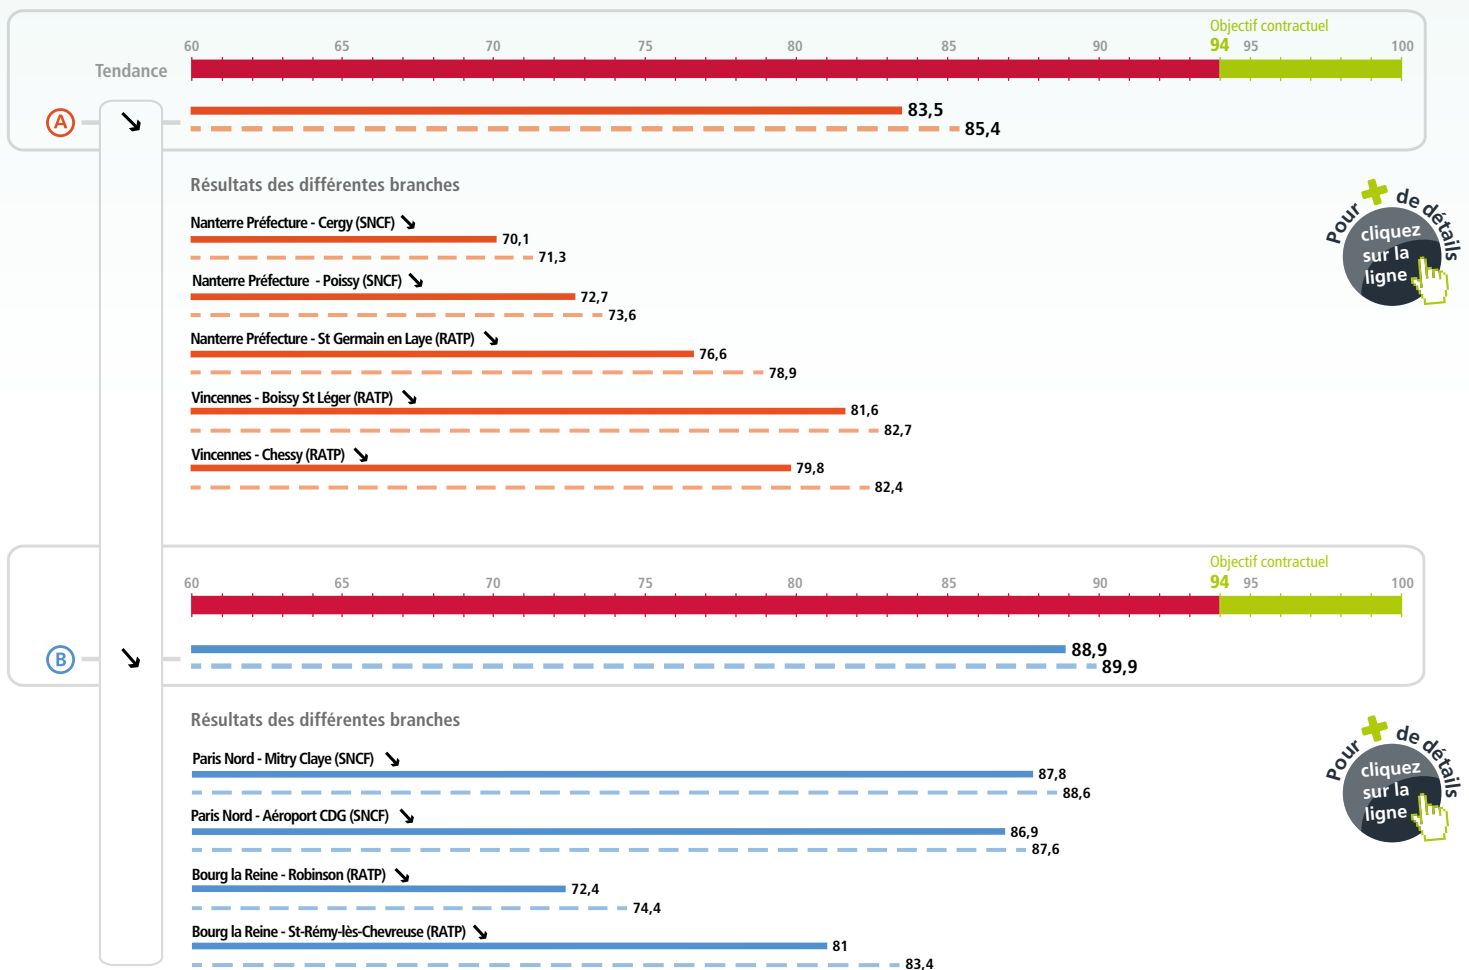 Objectif contractuel
60 65 70 75 80 85 90 94 95 100
Tendance
A
83,5
85,4
Résultats des différentes branches
Nanterre Préfecture - Cergy (SNCF)
70,1
71,3
Nanterre Préfecture - Poissy (SNCF)
72,7
73,6
Nanterre Préfecture - St Germain en Laye (RATP)
76,6
78,9
Vincennes - Boissy St Léger (RATP)
81,6
82,7
Vincennes - Chessy (RATP)
79,8
82,4
Pour + de détails
cliquez
sur la
ligne
Objectif contractuel
60 65 70 75 80 85 90 94 95 100
B
88,9
89,9
Résultats des différentes branches
Paris Nord - Mitry Claye (SNCF)
87,8
88,6
Paris Nord - Aéroport CDG (SNCF)
86,9
87,6
Bourg la Reine - Robinson (RATP)
72,4
74,4
Bourg la Reine - St-Rémy-lès-Chevreuse (RATP)
81
83,4
Pour + de détails
cliquez
sur la
ligne